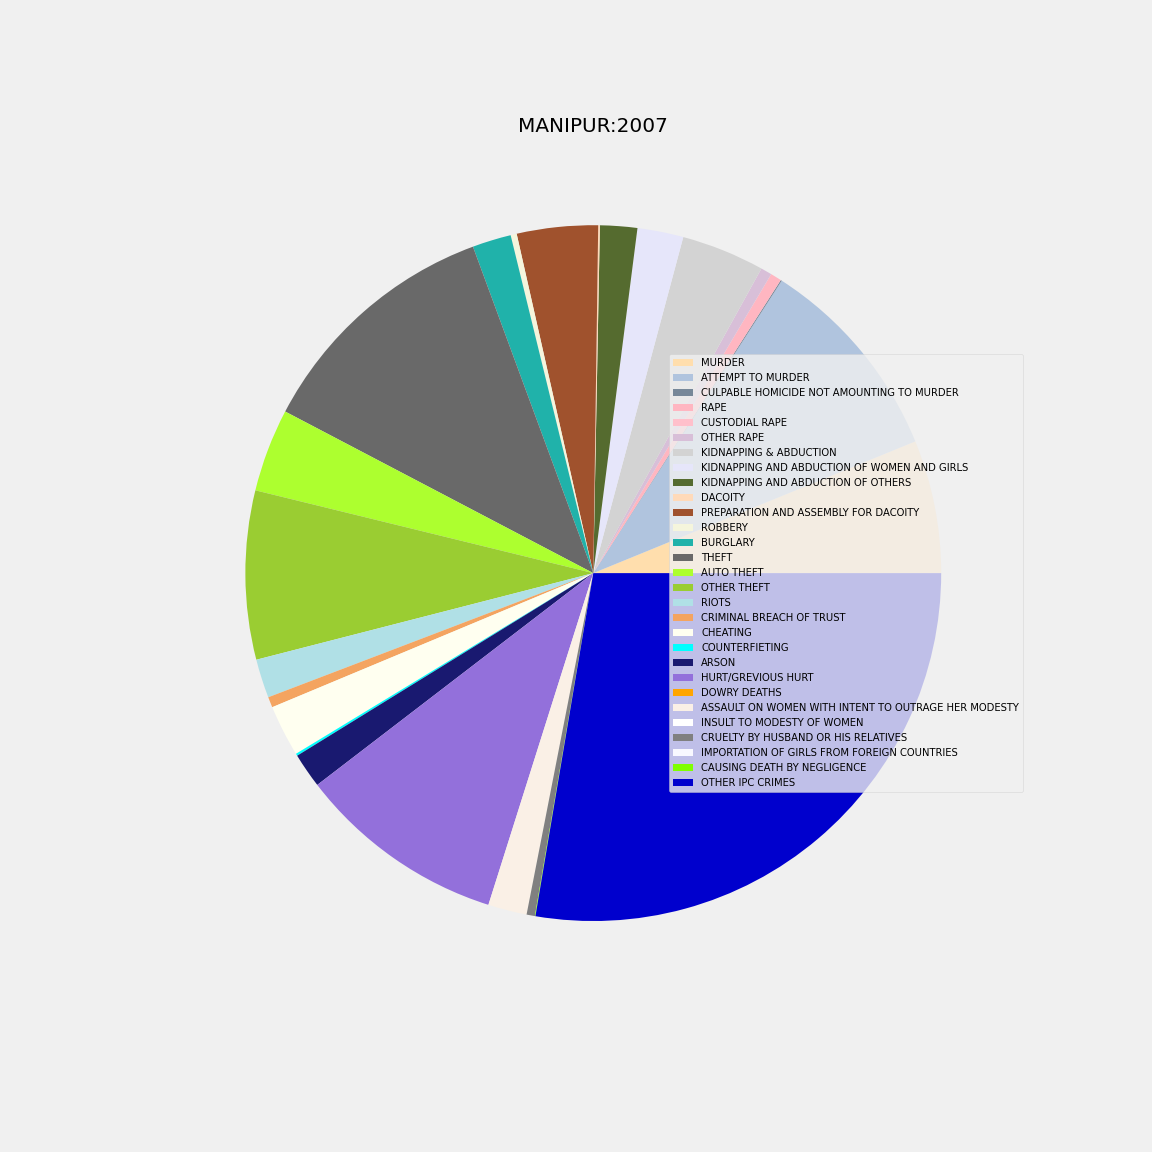 MANIPUR:2007
MURDER
ATTEMPT TO MURDER
CULPABLE HOMICIDE NOT AMOUNTING TO MURDER
RAPE
CUSTODIAL RAPE
OTHER RAPE
KIDNAPPING & ABDUCTION
KIDNAPPING AND ABDUCTION OF WOMEN AND GIRLS
KIDNAPPING AND ABDUCTION OF OTHERS
DACOITY
PREPARATION AND ASSEMBLY FOR DACOITY
ROBBERY
BURGLARY
THEFT
AUTO THEFT
OTHER THEFT
RIOTS
CRIMINAL BREACH OF TRUST
CHEATING
COUNTERFIETING
ARSON
HURT/GREVIOUS HURT
DOWRY DEATHS
ASSAULT ON WOMEN WITH INTENT TO OUTRAGE HER MODESTY
INSULT TO MODESTY OF WOMEN
CRUELTY BY HUSBAND OR HIS RELATIVES
IMPORTATION OF GIRLS FROM FOREIGN COUNTRIES
CAUSING DEATH BY NEGLIGENCE
OTHER IPC CRIMES